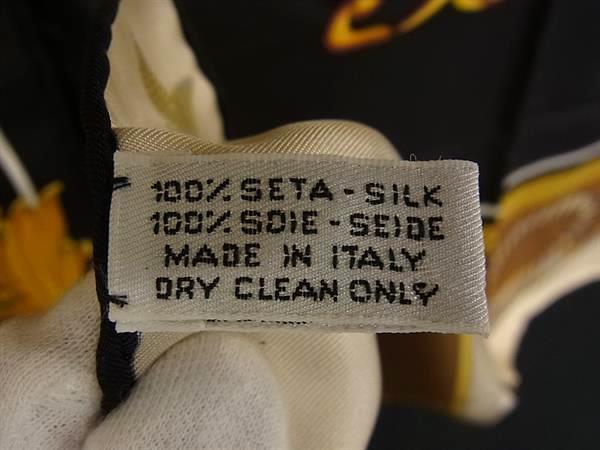 100% SETA - SILK
100% SOIE - SEIDE
MADE IN ITALY
DRY CLEAN ONLY